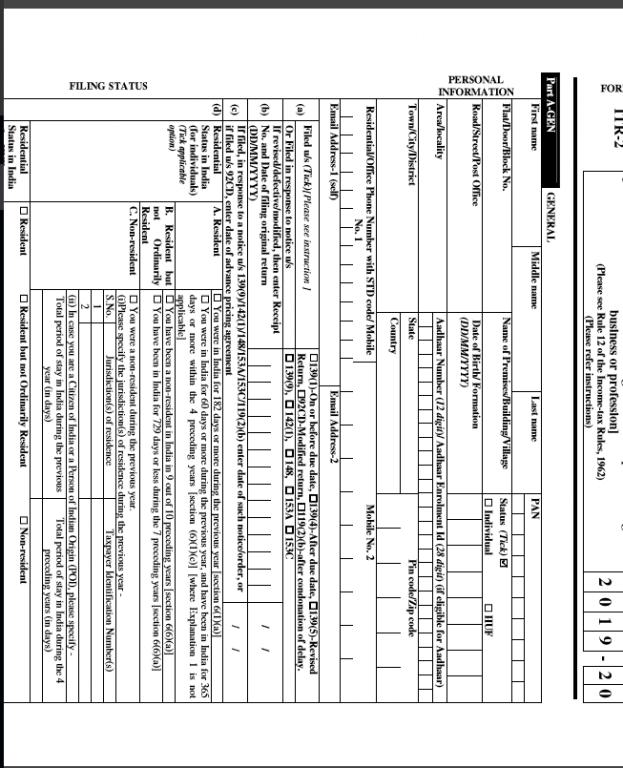 FOR
ITR-2
business or profession]
(Please see Rule 12 of the Income-tax Rules, 1962)
(Please refer instructions)
2 0 1 9 - 2 0
Part A-GEN
GENERAL
PERSONAL INFORMATION
First name
Middle name
Last name
PAN
Flat/Door/Block No.
Name of Premises/Building/Village
Status (Tick) ☑
☐ Individual ☐ HUF
Road/Street/Post Office
Date of Birth/ Formation
(DD/MM/YYYY)
Area/locality
Aadhaar Number (12 digit)/ Aadhaar Enrolment Id (28 digit) (if eligible for Aadhaar)
Town/City/District
State
Pin code/Zip code
Country
Residential/Office Phone Number with STD code/ Mobile
No. 1
Mobile No. 2
Email Address-1 (self)
Email Address-2
FILING STATUS
(a) Filed u/s (Tick)[Please see instruction ]
☐139(1)-On or before due date, ☐139(4)-After due date, ☐139(5)-Revised
Return, ☐92CD-Modified return, ☐119(2)(b)-after condonation of delay.
Or Filed in response to notice u/s
☐ 139(9), ☐ 142(1), ☐ 148, ☐ 153A ☐ 153C
(b) If revised/defective/modified, then enter Receipt
No. and Date of filing original return
(DD/MM/YYYY)
/ /
(c) If filed, in response to a notice u/s 139(9)/142(1)/148/153A/153C/119(2)(b) enter date of such notice/order, or
if filed u/s 92CD, enter date of advance pricing agreement
/ /
(d) Residential
Status in India
(for individuals)
(Tick applicable
option)
A. Resident
☐ You were in India for 182 days or more during the previous year [section 6(1)(a)]
☐ You were in India for 60 days or more during the previous year, and have been in India for 365
days or more within the 4 preceding years [section (6)(1)(c)] [where Explanation 1 is not
applicable]
B. Resident but
not Ordinarily
Resident
☐ You have been a non-resident in India in 9 out of 10 preceding years [section 6(6)(a)]
☐ You have been in India for 729 days or less during the 7 preceding years [section 6(6)(a)]
C. Non-resident
☐ You were a non-resident during the previous year.
(i)Please specify the jurisdiction(s) of residence during the previous year -
S.No.
Jurisdiction(s) of residence
Taxpayer Identification Number(s)
1
2
(ii) In case you are a Citizen of India or a Person of Indian Origin (POI), please specify -
Total period of stay in India during the previous
year (in days)
Total period of stay in India during the 4
preceding years (in days)
Residential
Status in India
☐ Resident
☐ Resident but not Ordinarily Resident
☐ Non-resident